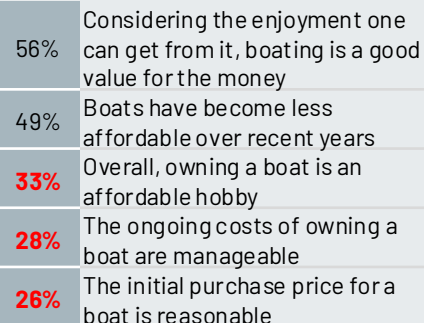 56%
Considering the enjoyment one
can get from it, boating is a good
value for the money
49%
Boats have become less
affordable over recent years
33%
Overall, owning a boat is an
affordable hobby
28%
The ongoing costs of owning a
boat are manageable
26%
The initial purchase price for a
boat is reasonable